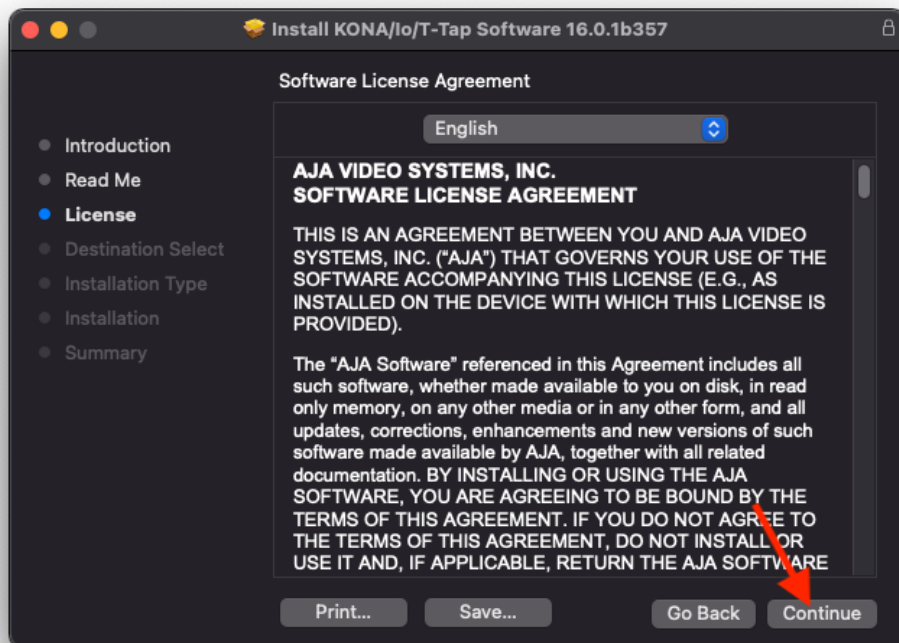 Install KONA/Io/T-Tap Software 16.0.1b357
Software License Agreement
Introduction
Read Me
License
Destination Select
Installation Type
Installation
Summary
English
AJA VIDEO SYSTEMS, INC.
SOFTWARE LICENSE AGREEMENT
THIS IS AN AGREEMENT BETWEEN YOU AND AJA VIDEO
SYSTEMS, INC. (“AJA”) THAT GOVERNS YOUR USE OF THE
SOFTWARE ACCOMPANYING THIS LICENSE (E.G., AS
INSTALLED ON THE DEVICE WITH WHICH THIS LICENSE IS
PROVIDED).
The “AJA Software” referenced in this Agreement includes all
such software, whether made available to you on disk, in read
only memory, on any other media or in any other form, and all
updates, corrections, enhancements and new versions of such
software made available by AJA, together with all related
documentation. BY INSTALLING OR USING THE AJA
SOFTWARE, YOU ARE AGREEING TO BE BOUND BY THE
TERMS OF THIS AGREEMENT. IF YOU DO NOT AGREE TO
THE TERMS OF THIS AGREEMENT, DO NOT INSTALL OR
USE IT AND, IF APPLICABLE, RETURN THE AJA SOFTWARE
Print...
Save...
Go Back
Continue